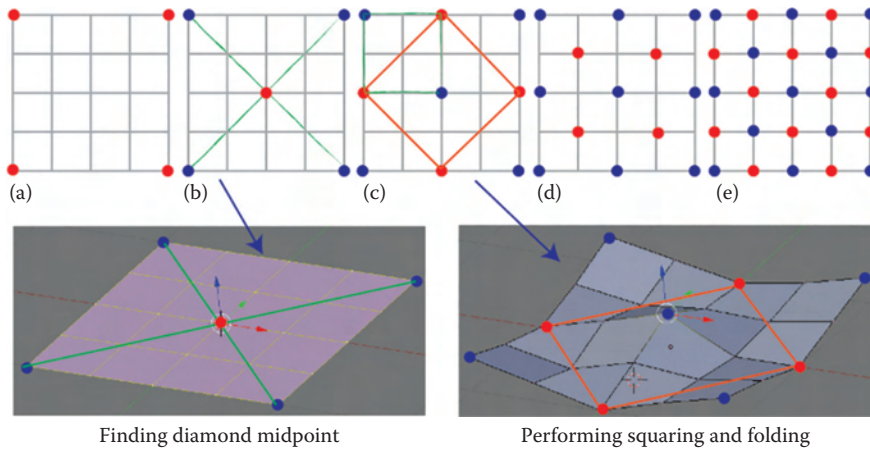 (a)
(b)
(c)
(d)
(e)
Finding diamond midpoint
Performing squaring and folding